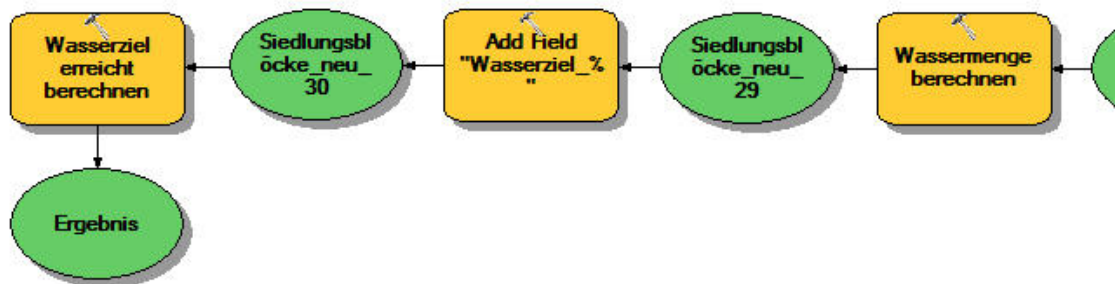 Wasserziel
erreicht
berechnen
Siedlungsbl
öcke_neu_
30
Add Field
"Wasserziel_%
"
Siedlungsbl
öcke_neu_
29
Wassermenge
berechnen
Ergebnis